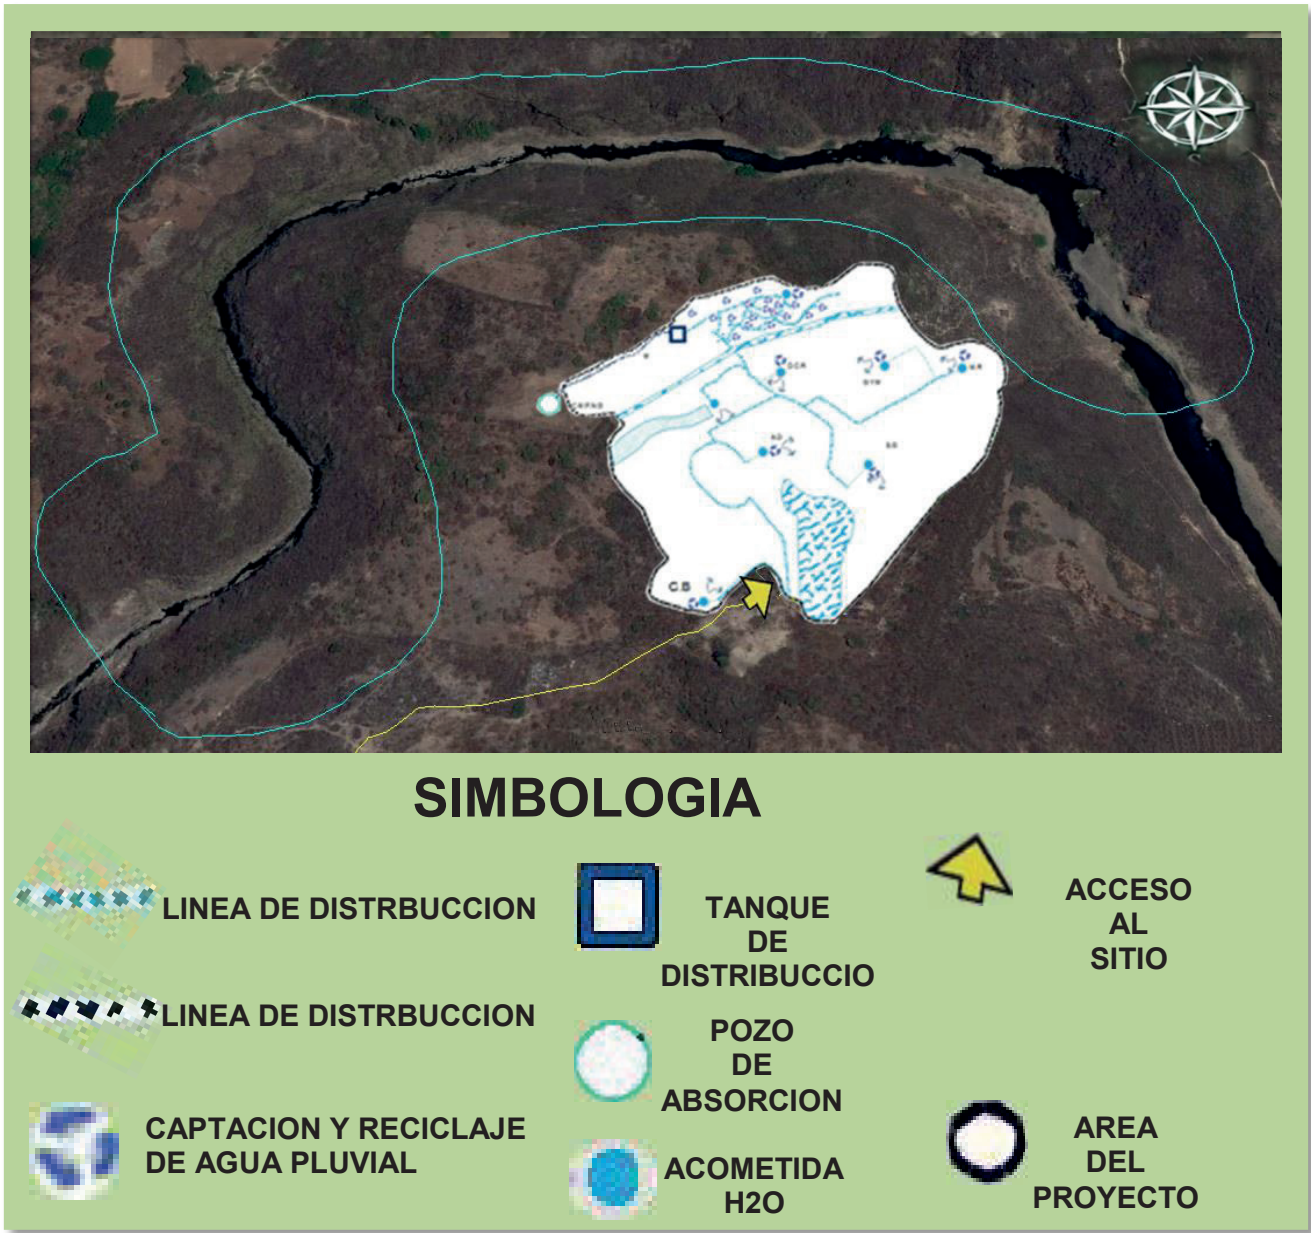 C.B
SIMBOLOGIA
LINEA DE DISTRBUCCION
LINEA DE DISTRBUCCION
CAPTACION Y RECICLAJE
DE AGUA PLUVIAL
TANQUE
DE
DISTRIBUCCIO
POZO
DE
ABSORCION
ACOMETIDA
H2O
ACCESO
AL
SITIO
AREA
DEL
PROYECTO